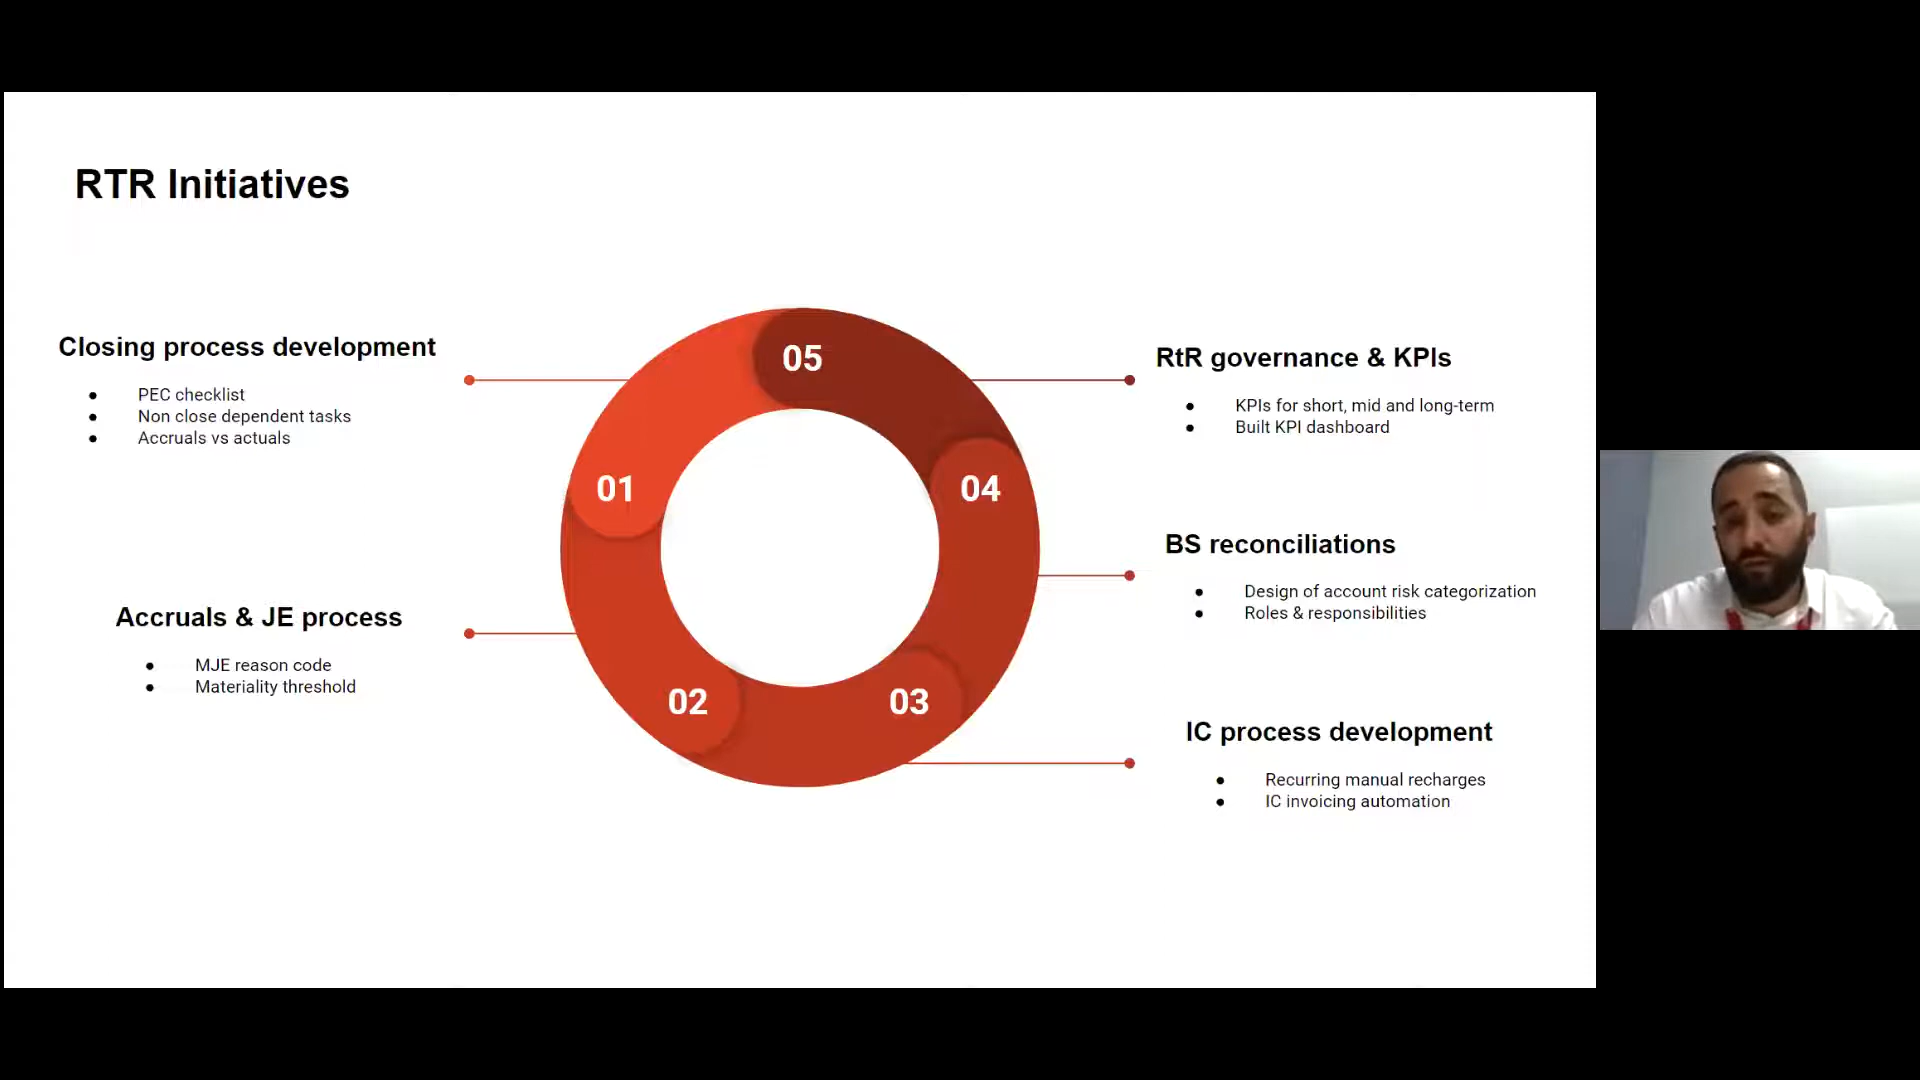 RTR Initiatives
Closing process development
PEC checklist
Non close dependent tasks
Accruals vs actuals
Accruals & JE process
MJE reason code
Materiality threshold
05
01
04
02
03
RtR governance & KPIs
KPIs for short, mid and long-term
Built KPI dashboard
BS reconciliations
Design of account risk categorization
Roles & responsibilities
IC process development
Recurring manual recharges
IC invoicing automation